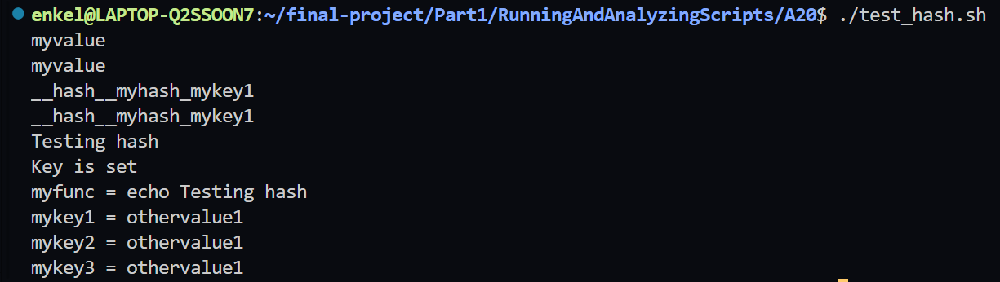 enkel@LAPTOP-Q2SSOON7:~/final-project/Part1/RunningAndAnalyzingScripts/A20$ ./test_hash.sh
myvalue
myvalue
__hash__myhash_mykey1
__hash__myhash_mykey1
Testing hash
Key is set
myfunc = echo Testing hash
mykey1 = othervalue1
mykey2 = othervalue1
mykey3 = othervalue1